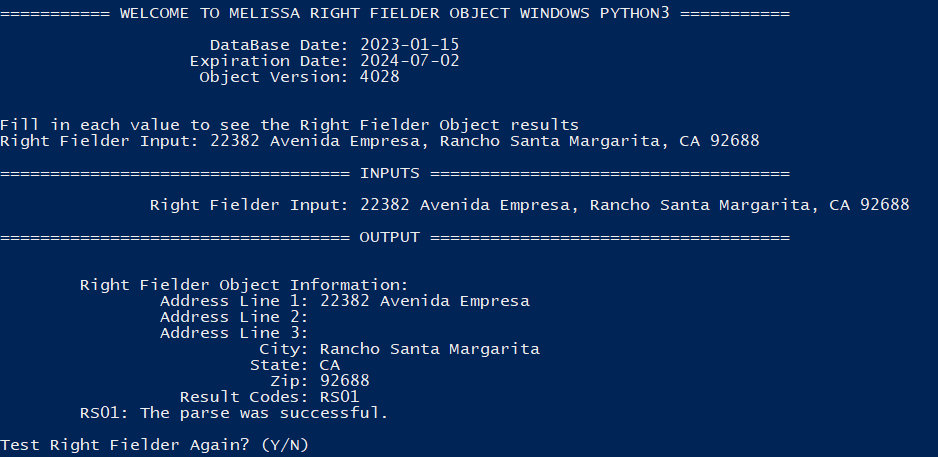 =========== WELCOME TO MELISSA RIGHT FIELDER OBJECT WINDOWS PYTHON3 ===========
DataBase Date: 2023-01-15
Expiration Date: 2024-07-02
Object Version: 4028
Fill in each value to see the Right Fielder Object results
Right Fielder Input: 22382 Avenida Empresa, Rancho Santa Margarita, CA 92688
=================================== INPUTS ====================================
Right Fielder Input: 22382 Avenida Empresa, Rancho Santa Margarita, CA 92688
=================================== OUTPUT ====================================
Right Fielder Object Information:
Address Line 1: 22382 Avenida Empresa
Address Line 2:
Address Line 3:
City: Rancho Santa Margarita
State: CA
Zip: 92688
Result Codes: RS01
RS01: The parse was successful.
Test Right Fielder Again? (Y/N)